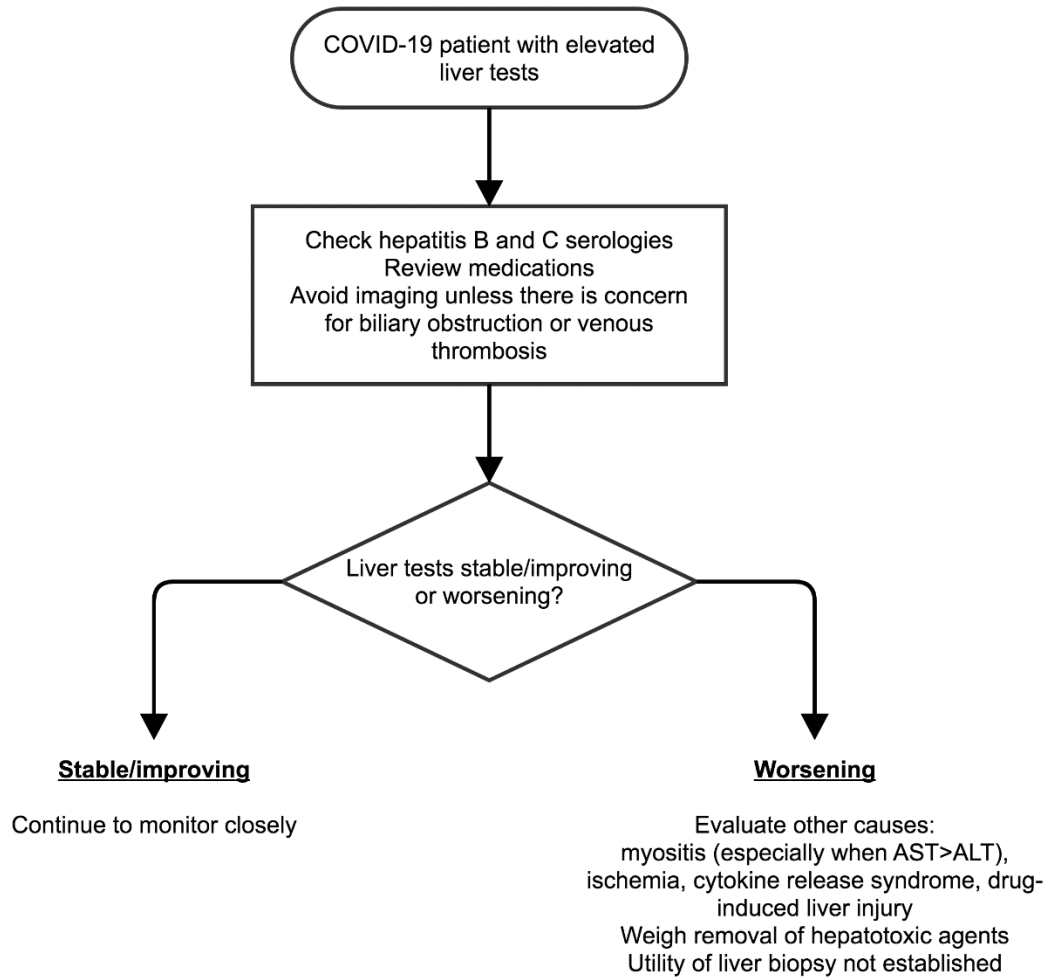 COVID-19 patient with elevated
liver tests
Check hepatitis B and C serologies
Review medications
Avoid imaging unless there is concern
for biliary obstruction or venous
thrombosis
Liver tests stable/improving
or worsening?
Stable/improving
Continue to monitor closely
Worsening
Evaluate other causes:
myositis (especially when AST>ALT),
ischemia, cytokine release syndrome, drug-
induced liver injury
Weigh removal of hepatotoxic agents
Utility of liver biopsy not established